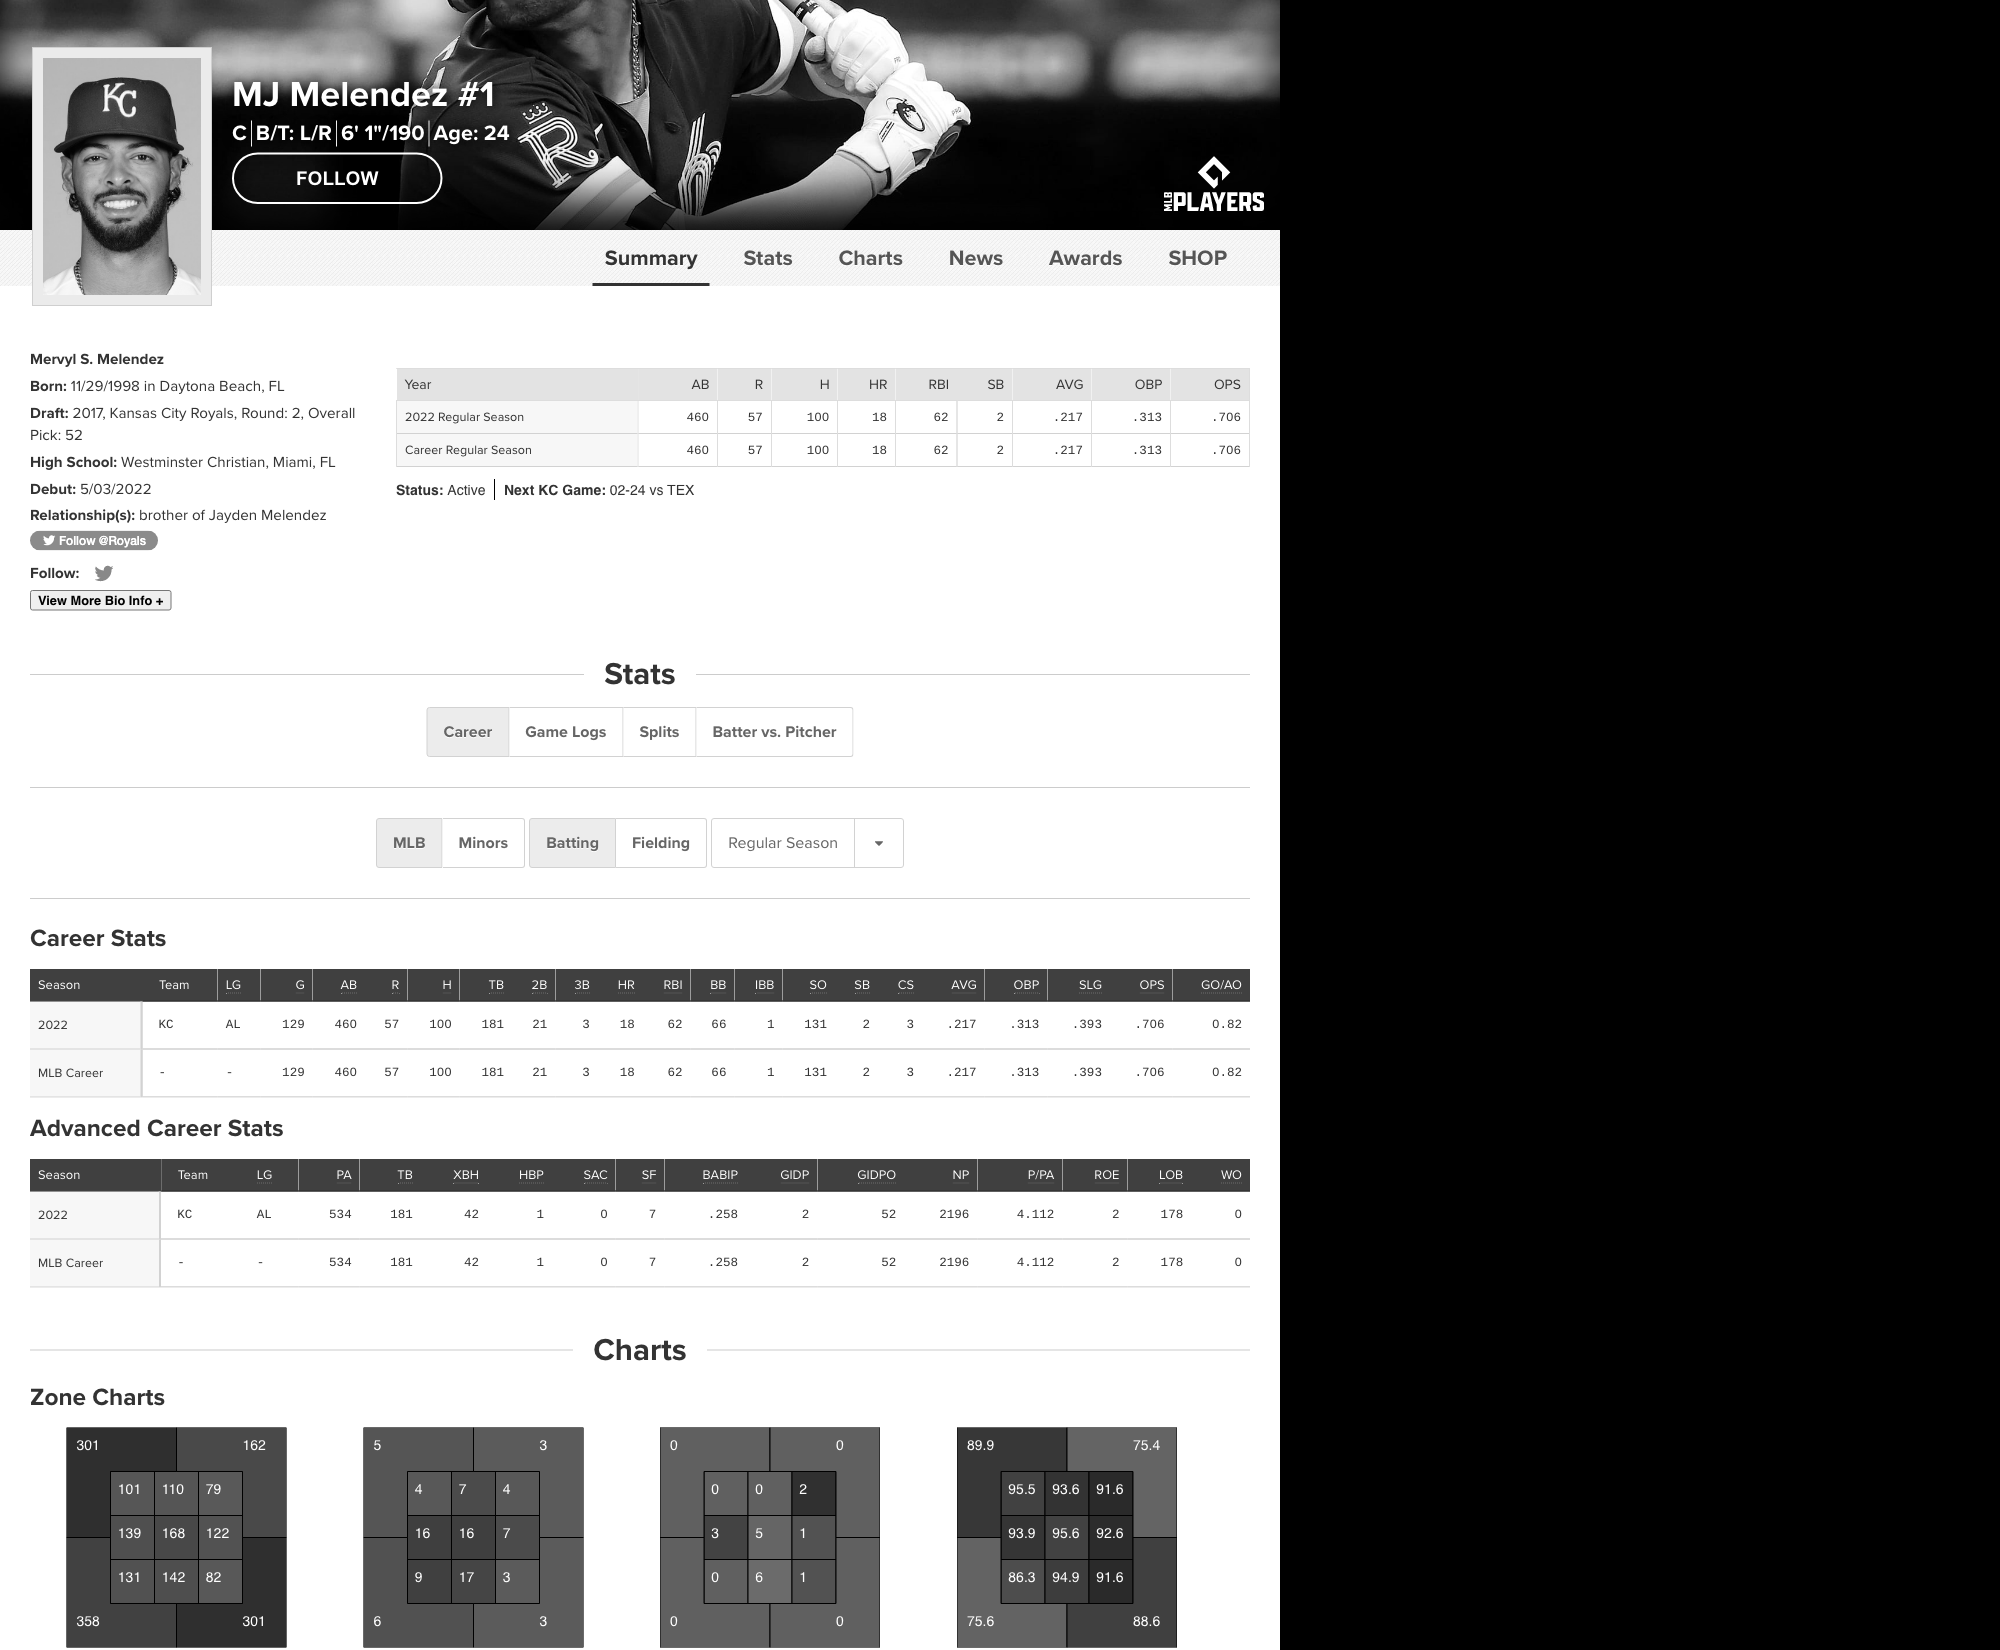 MJ Melendez #1
C B/T: L/R 6' 1"/190 Age: 24
FOLLOW
MLB PLAYERS
Summary Stats Charts News Awards SHOP
Mervyl S. Melendez
Born: 11/29/1998 in Daytona Beach, FL
Draft: 2017, Kansas City Royals, Round: 2, Overall
Pick: 52
High School: Westminster Christian, Miami, FL
Debut: 5/03/2022
Relationship(s): brother of Jayden Melendez
Follow @Royals
Follow:
View More Bio Info +
Year AB R H HR RBI SB AVG OBP OPS
2022 Regular Season 460 57 100 18 62 2 .217 .313 .706
Career Regular Season 460 57 100 18 62 2 .217 .313 .706
Status: Active Next KC Game: 02-24 vs TEX
Stats
Career Game Logs Splits Batter vs. Pitcher
MLB Minors Batting Fielding Regular Season
Career Stats
Season Team LG G AB R H TB 2B 3B HR RBI BB IBB SO SB CS AVG OBP SLG OPS GO/AO
2022 KC AL 129 460 57 100 181 21 3 18 62 66 1 131 2 3 .217 .313 .393 .706 0.82
MLB Career - - 129 460 57 100 181 21 3 18 62 66 1 131 2 3 .217 .313 .393 .706 0.82
Advanced Career Stats
Season Team LG PA TB XBH HBP SAC SF BABIP GIDP GIDPO NP P/PA ROE LOB WO
2022 KC AL 534 181 42 1 0 7 .258 2 52 2196 4.112 2 178 0
MLB Career - - 534 181 42 1 0 7 .258 2 52 2196 4.112 2 178 0
Charts
Zone Charts
301 162 5 3 0 0 89.9 75.4
101 110 79 4 7 4 0 0 2 95.5 93.6 91.6
139 168 122 16 16 7 3 5 1 93.9 95.6 92.6
131 142 82 9 17 3 0 6 1 86.3 94.9 91.6
358 301 6 3 0 0 75.6 88.6